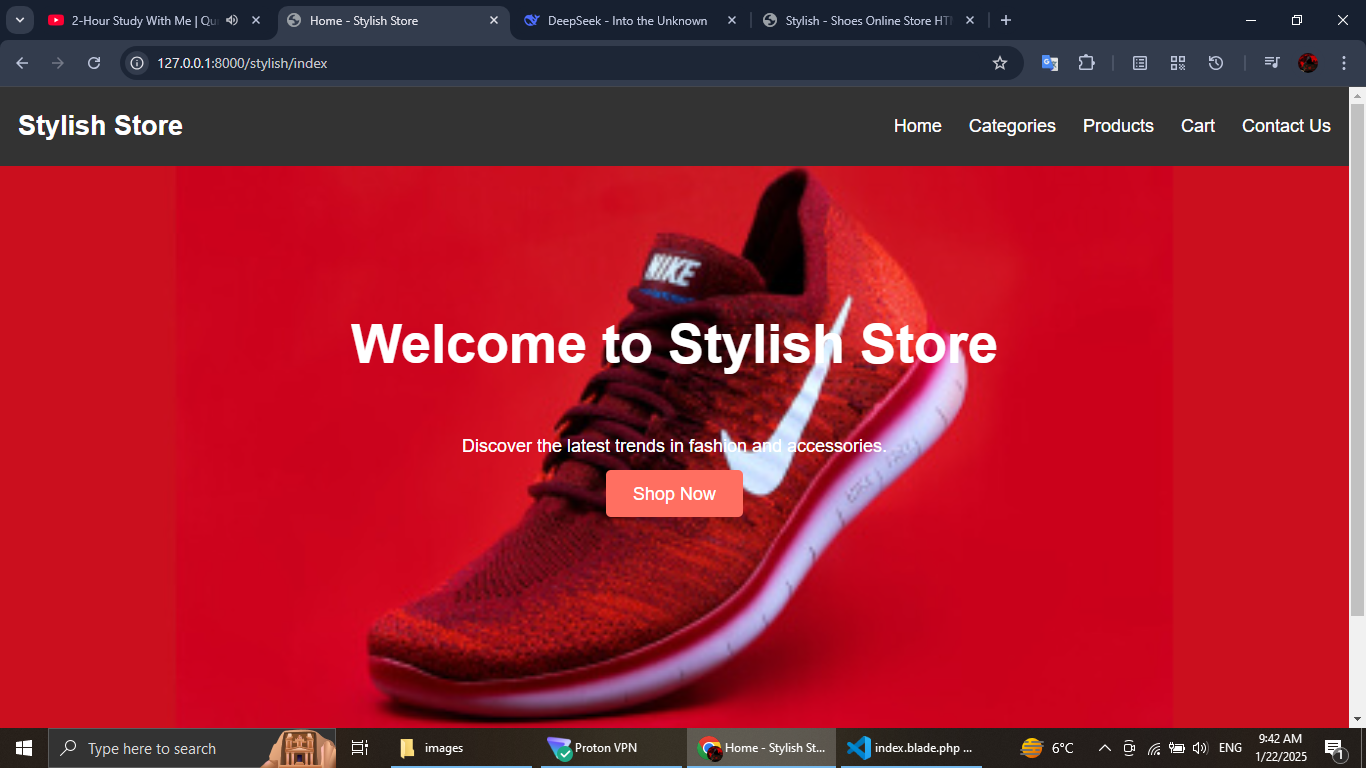 2-Hour Study With Me | Qu
Home - Stylish Store
DeepSeek - Into the Unknown
Stylish - Shoes Online Store HT
127.0.0.1:8000/stylish/index
Stylish Store
Home
Categories
Products
Cart
Contact Us
NIKE
Welcome to Stylish Store
Discover the latest trends in fashion and accessories.
Shop Now
Type here to search
images
Proton VPN
Home - Stylish St...
index.blade.php ...
6°C
ENG
9:42 AM
1/22/2025
1